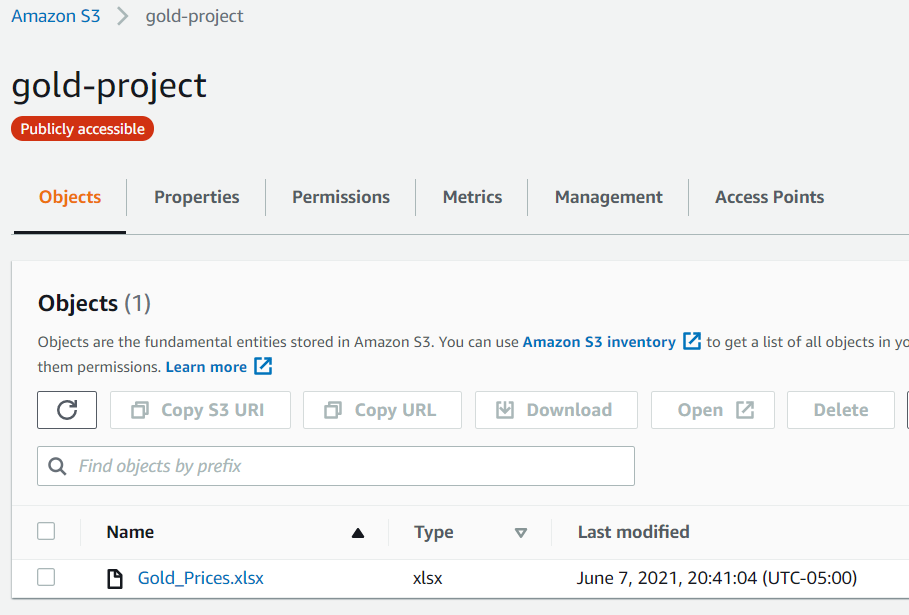 Amazon S3 > gold-project
gold-project
Publicly accessible
Objects Properties Permissions Metrics Management Access Points
Objects (1)
Objects are the fundamental entities stored in Amazon S3. You can use Amazon S3 inventory to get a list of all objects in
them permissions. Learn more
Copy S3 URI Copy URL Download Open Delete
Find objects by prefix
Name Type Last modified
Gold_Prices.xlsx xlsx June 7, 2021, 20:41:04 (UTC-05:00)